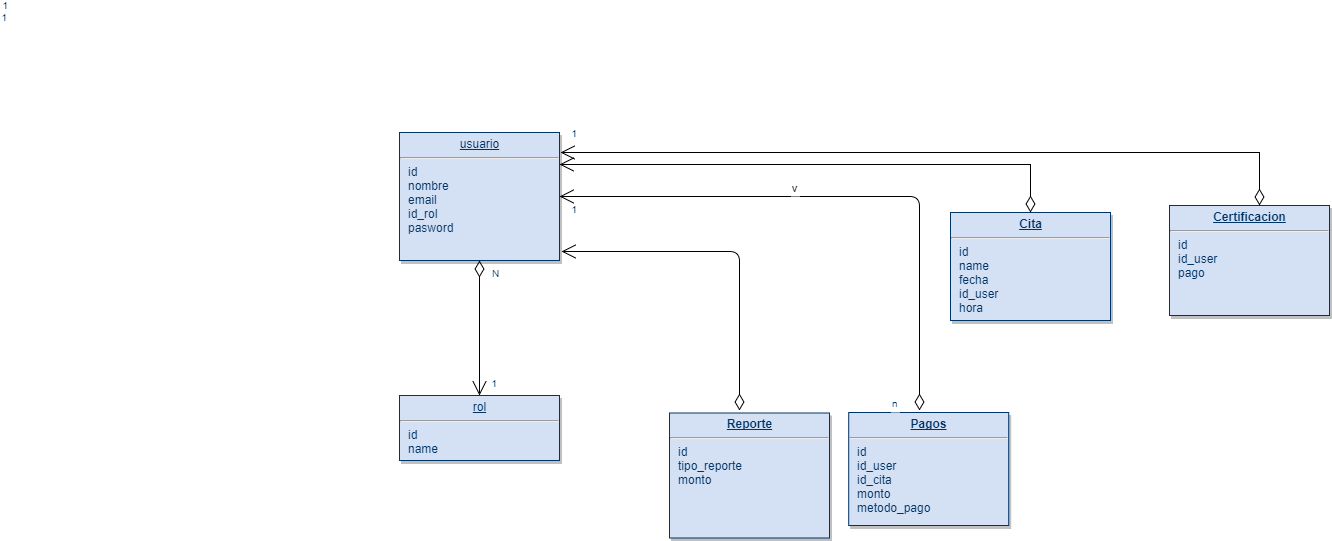 1
1
usuario
id
nombre
email
id_rol
pasword
1
1
v
N
1
rol
id
name
Reporte
id
tipo_reporte
monto
n
Pagos
id
id_user
id_cita
monto
metodo_pago
Cita
id
name
fecha
id_user
hora
Certificacion
id
id_user
pago